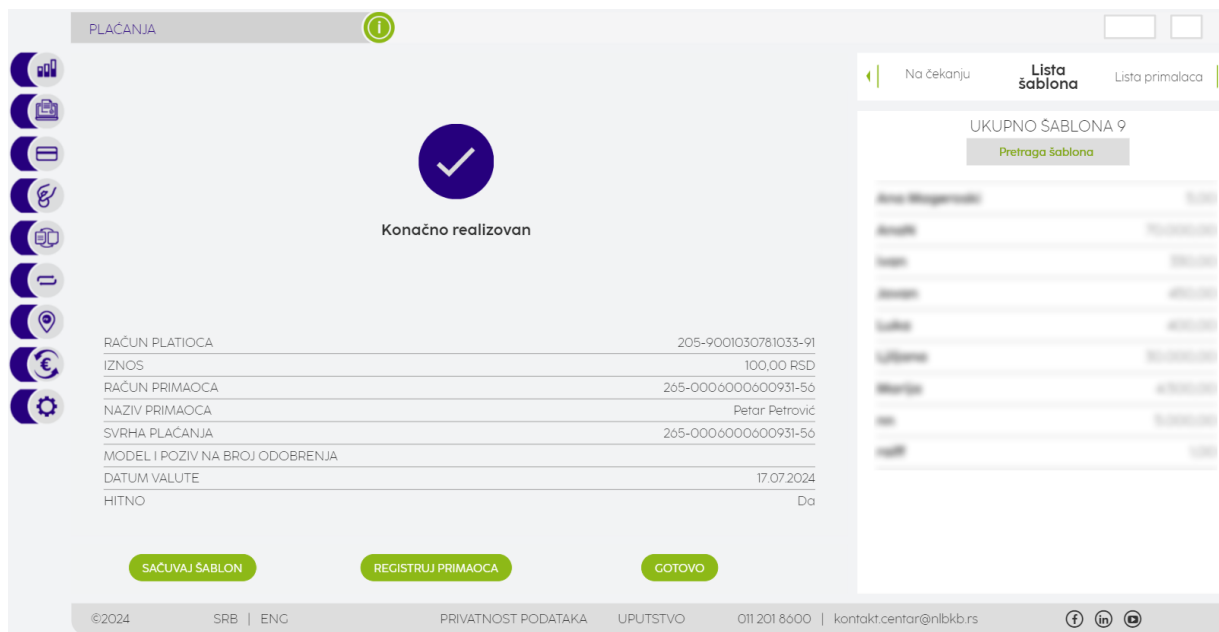 PLAĆANJA
Na čekanju
Lista šablona
Lista primalaca
UKUPNO ŠABLONA 9
Pretraga šablona
Konačno realizovan
RAČUN PLATIOCA 205-9001030781033-91
IZNOS 100,00 RSD
RAČUN PRIMAOCA 265-0006000600931-56
NAZIV PRIMAOCA Petar Petrović
SVRHA PLAĆANJA 265-0006000600931-56
MODEL I POZIV NA BROJ ODOBRENJA
DATUM VALUTE 17.07.2024
HITNO Da
SAČUVAJ ŠABLON REGISTRUJ PRIMAOCA GOTOVO
©2024 SRB | ENG PRIVATNOST PODATAKA UPUTSTVO 011 201 8600 | kontakt.centar@nlbkb.rs